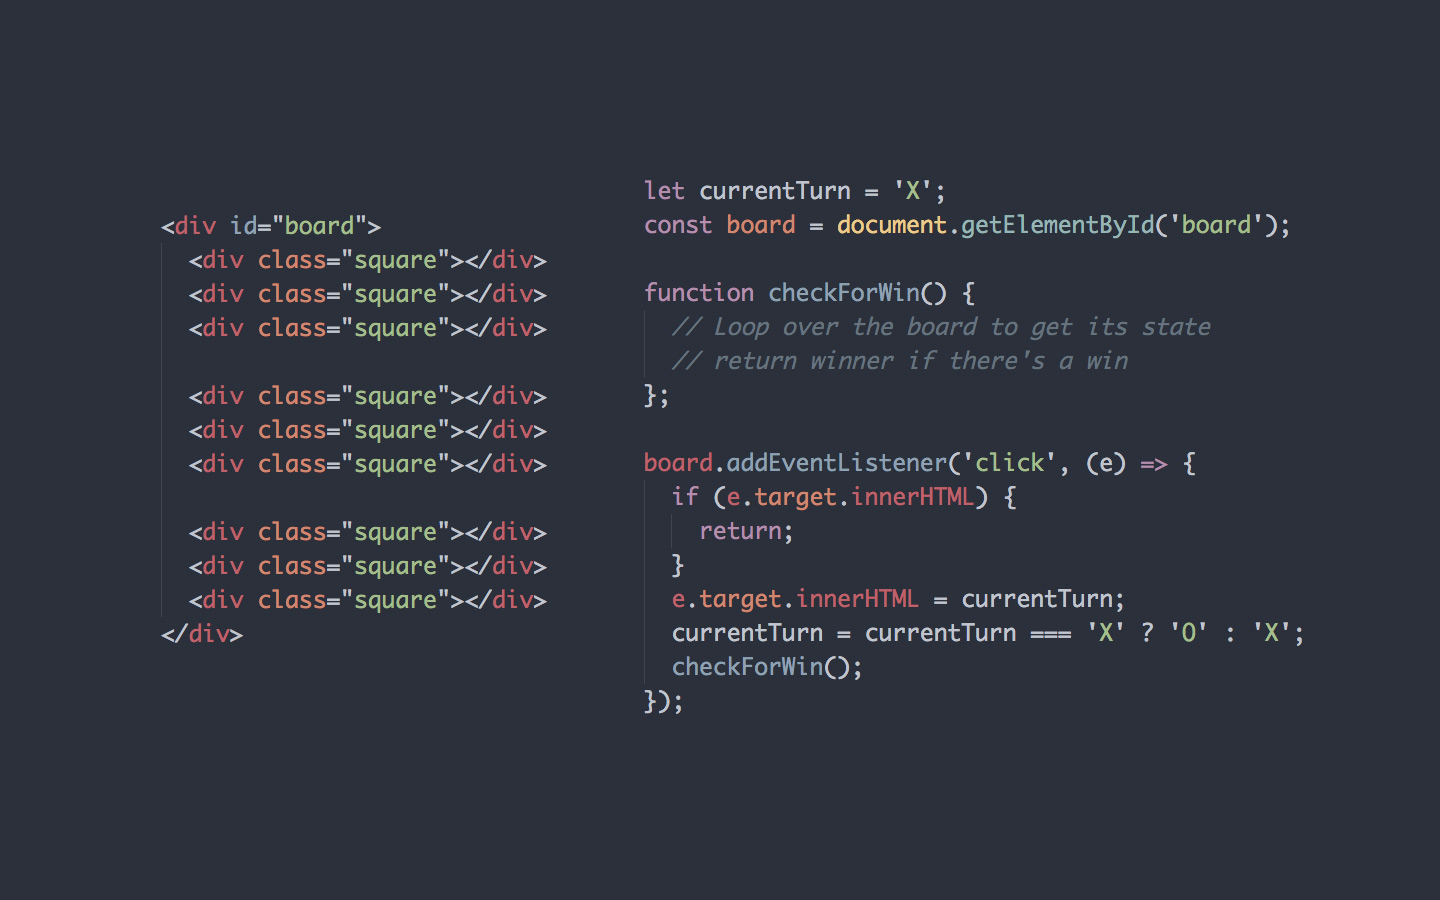 <div id="board">
  <div class="square"></div>
  <div class="square"></div>
  <div class="square"></div>

  <div class="square"></div>
  <div class="square"></div>
  <div class="square"></div>

  <div class="square"></div>
  <div class="square"></div>
  <div class="square"></div>
</div>

let currentTurn = 'X';
const board = document.getElementById('board');

function checkForWin() {
  // Loop over the board to get its state
  // return winner if there's a win
};

board.addEventListener('click', (e) => {
  if (e.target.innerHTML) {
    return;
  }
  e.target.innerHTML = currentTurn;
  currentTurn = currentTurn === 'X' ? 'O' : 'X';
  checkForWin();
});